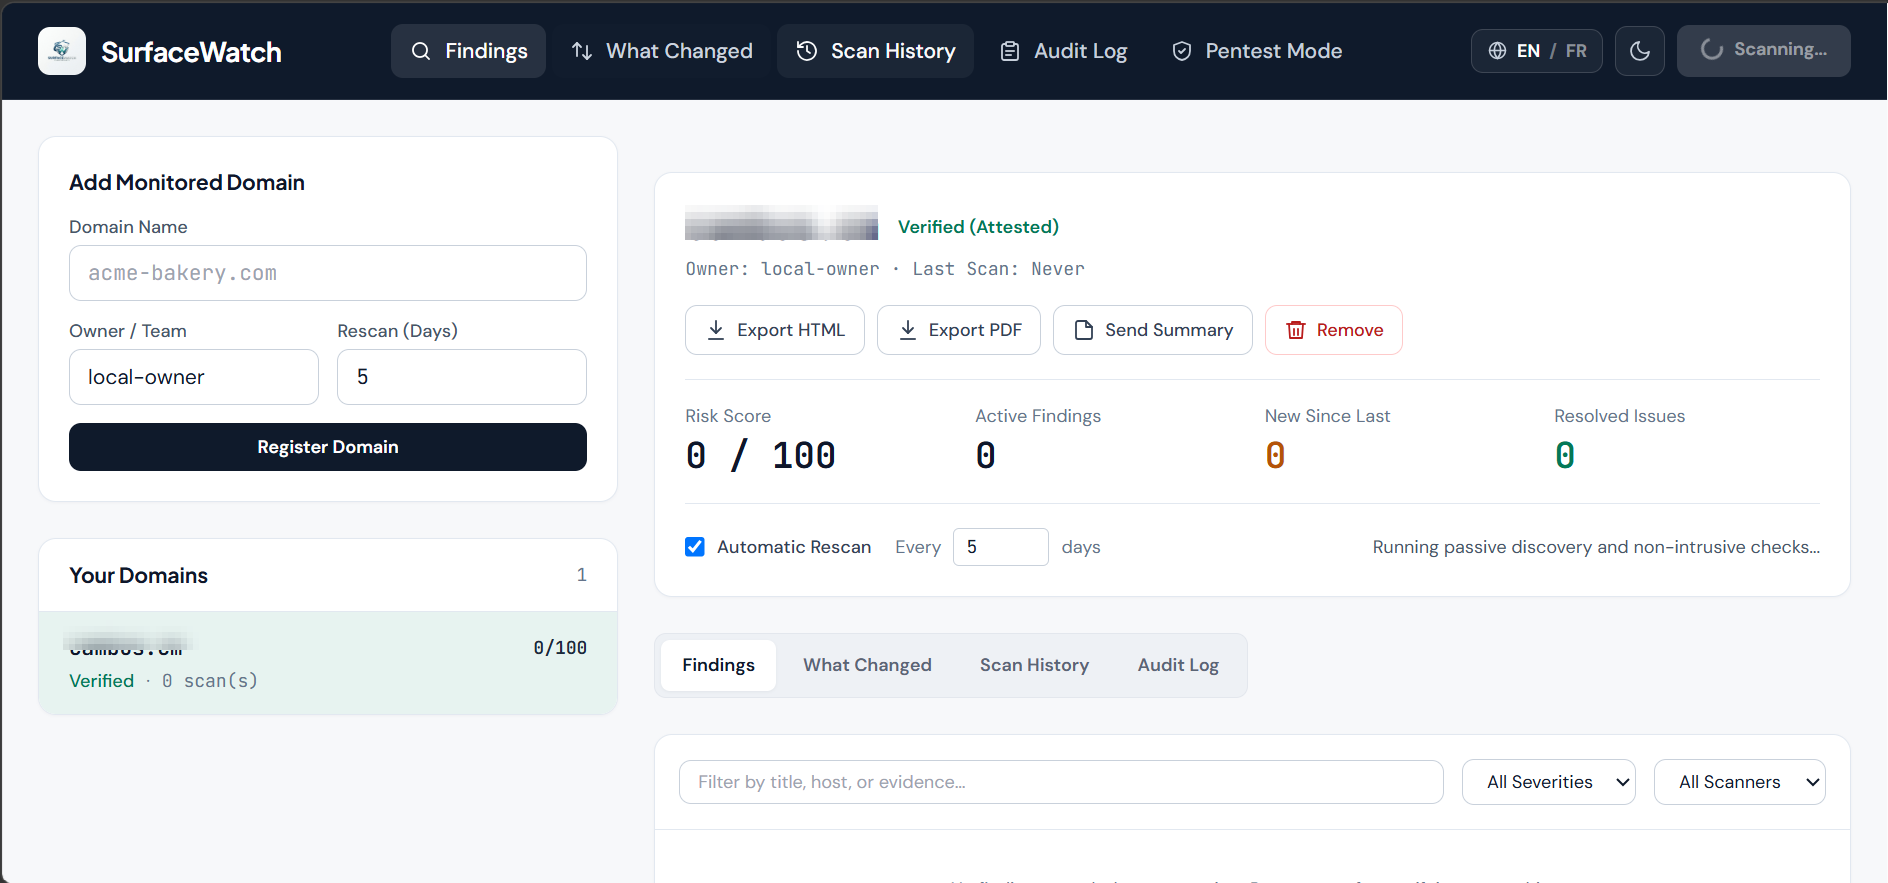 SurfaceWatch
Findings
What Changed
Scan History
Audit Log
Pentest Mode
EN / FR
Scanning...
Add Monitored Domain
Domain Name
acme-bakery.com
Owner / Team
Rescan (Days)
local-owner
5
Register Domain
Your Domains
1
0/100
Verified · 0 scan(s)
Verified (Attested)
Owner: local-owner · Last Scan: Never
Export HTML
Export PDF
Send Summary
Remove
Risk Score
Active Findings
New Since Last
Resolved Issues
0 / 100
0
0
0
Automatic Rescan
Every
5
days
Running passive discovery and non-intrusive checks...
Findings
What Changed
Scan History
Audit Log
Filter by title, host, or evidence...
All Severities
All Scanners